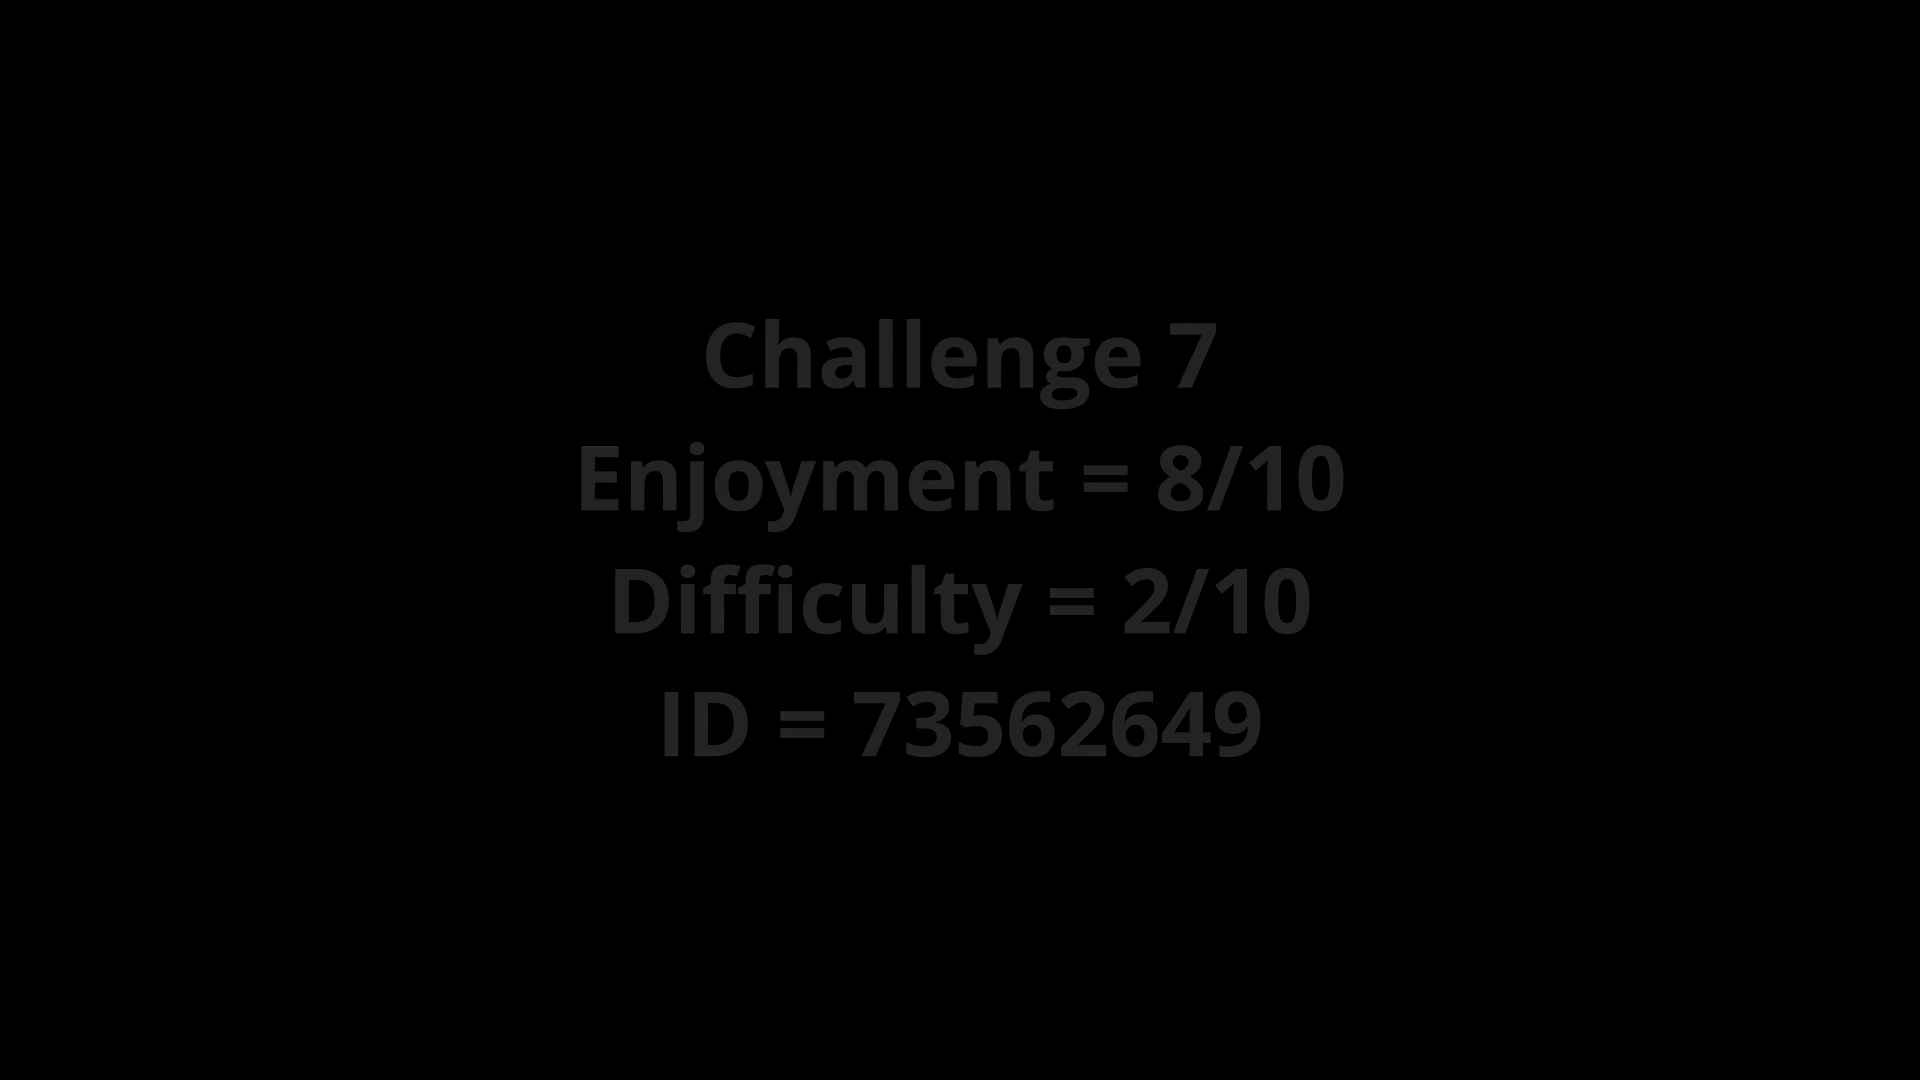 Challenge 7
Enjoyment = 8/10
Difficulty = 2/10
ID = 73562649